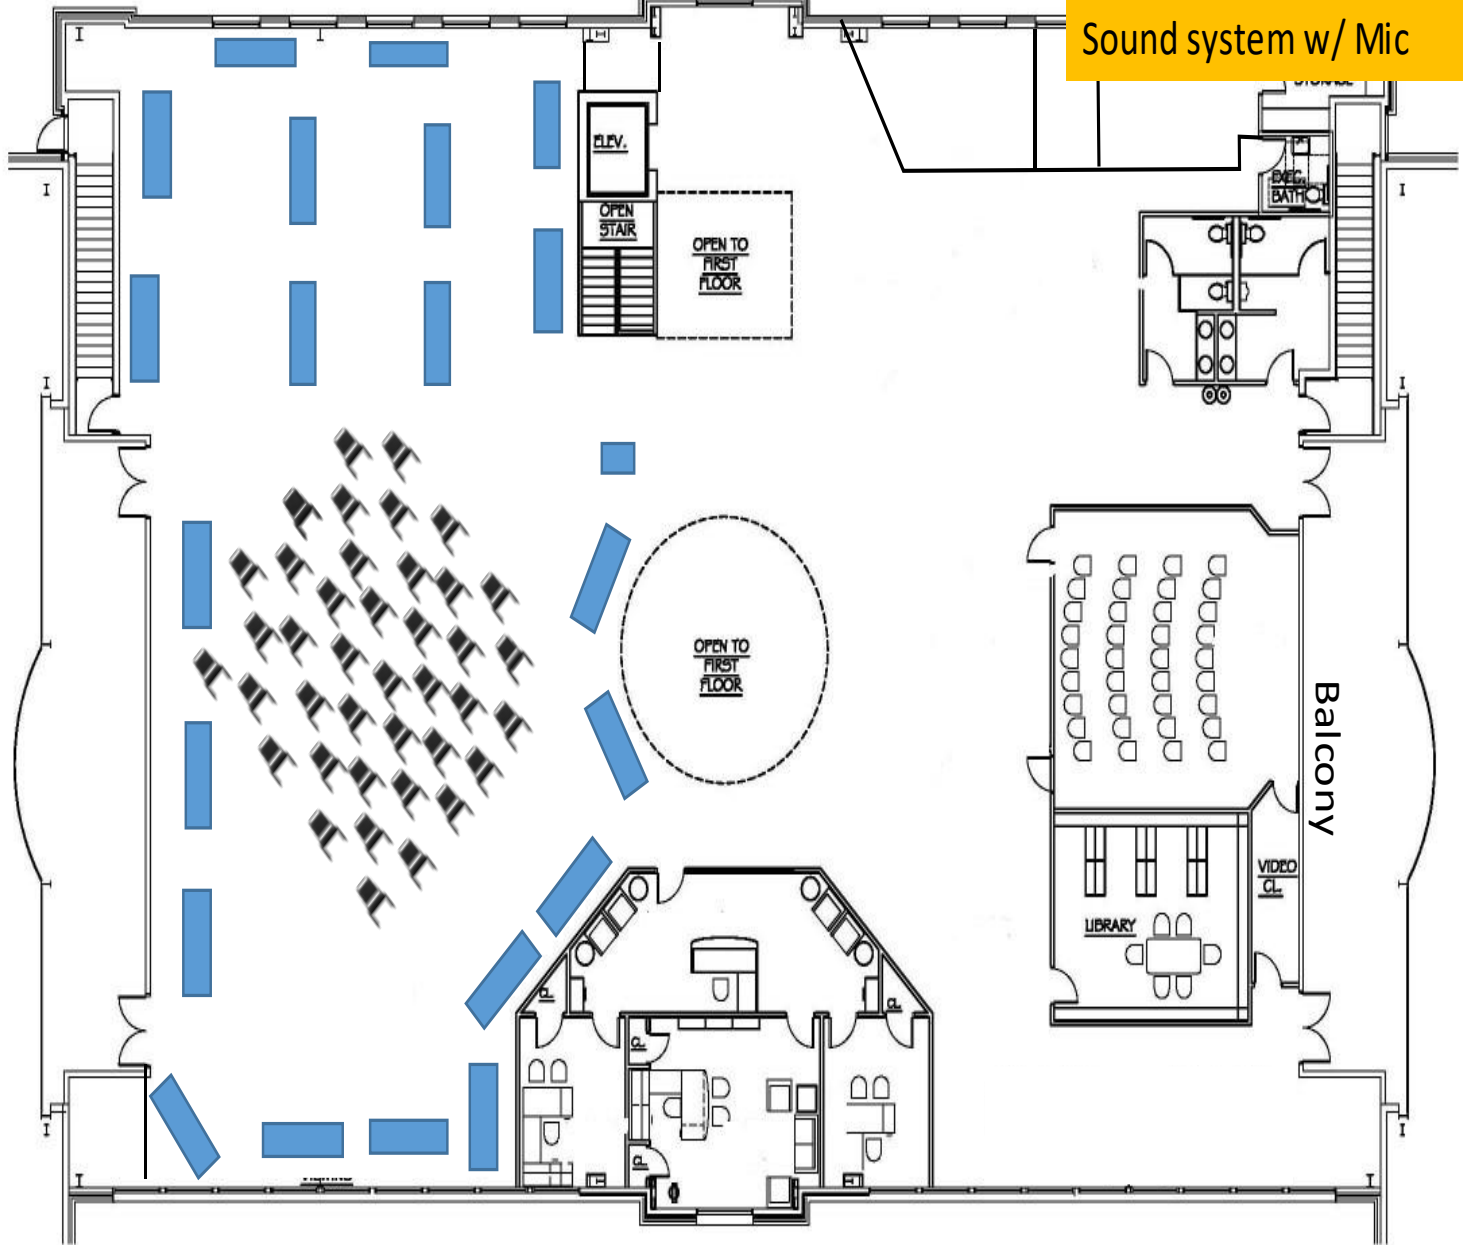 Sound system w/ Mic
STORAGE
ELEV.
EXEC.
BATH
OPEN
STAIR
OPEN TO
FIRST
FLOOR
OPEN TO
FIRST
FLOOR
Balcony
VIDEO
CL.
LIBRARY
CL.
CL.
CL.
CL.